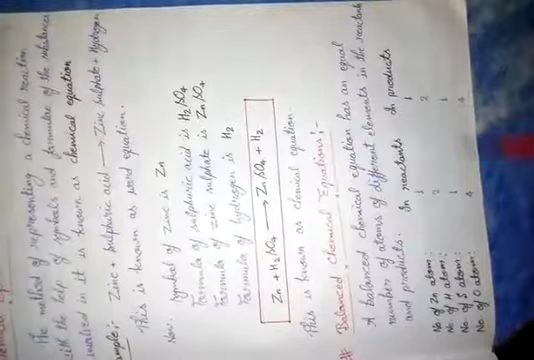 The method of representing a chemical reaction
with the help of symbols and formulae of the substances
involved in it is known as chemical equation
Zinc + sulphuric acid → Zinc sulphate + Hydrogen
This is known as word equation.
Now: Symbol of zinc is Zn
Formula of sulphuric acid is H2SO4
Formula of zinc sulphate is ZnSO4
Formula of hydrogen is H2
Zn + H2SO4 → ZnSO4 + H2
This is known as chemical equation.
# Balanced Chemical Equations:-
A balanced chemical equation has an equal
number of atoms of different elements in the reactants
and products. In reactants In products
No of Zn atom: 1 1
No. of H atom: 2 2
No. of S atom: 1 1
No. of O atom: 4 4